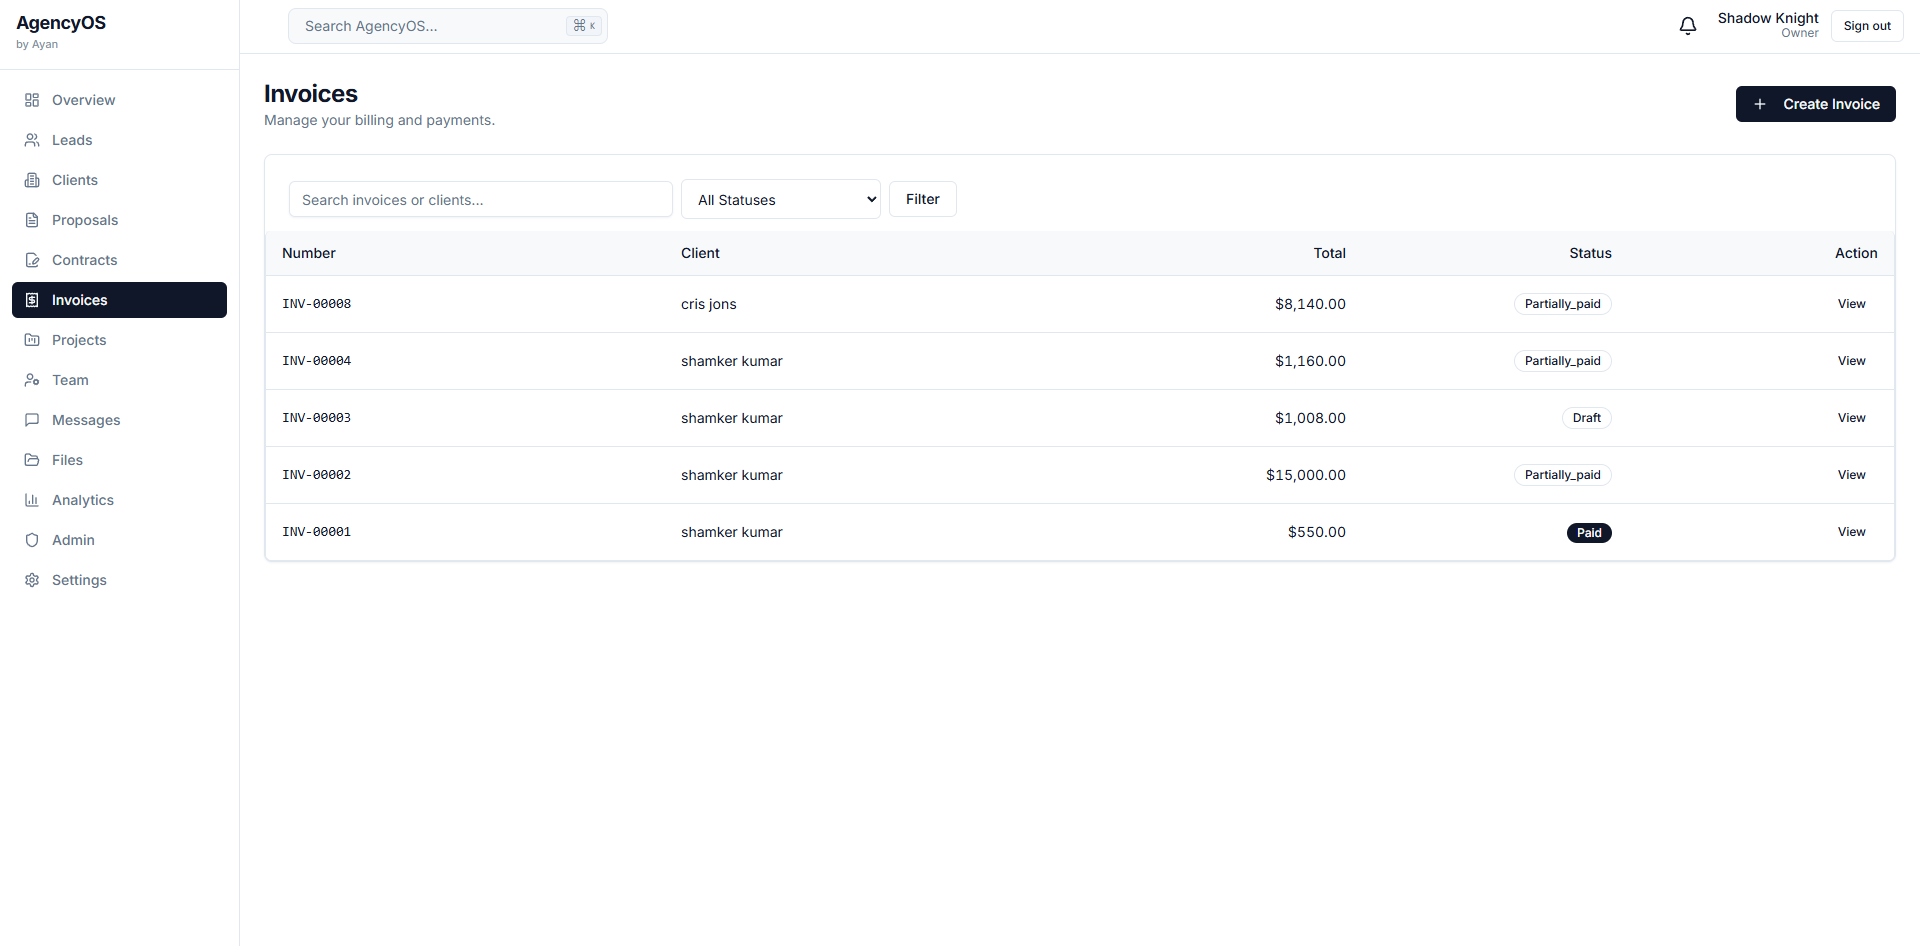 AgencyOS
by Ayan
Search AgencyOS...
⌘ K
Shadow Knight
Owner
Sign out
Overview
Leads
Clients
Proposals
Contracts
Invoices
Projects
Team
Messages
Files
Analytics
Admin
Settings
Invoices
Manage your billing and payments.
Create Invoice
Search invoices or clients...
All Statuses
Filter
Number Client Total Status Action
INV-00008 cris jons $8,140.00 Partially_paid View
INV-00004 shamker kumar $1,160.00 Partially_paid View
INV-00003 shamker kumar $1,008.00 Draft View
INV-00002 shamker kumar $15,000.00 Partially_paid View
INV-00001 shamker kumar $550.00 Paid View